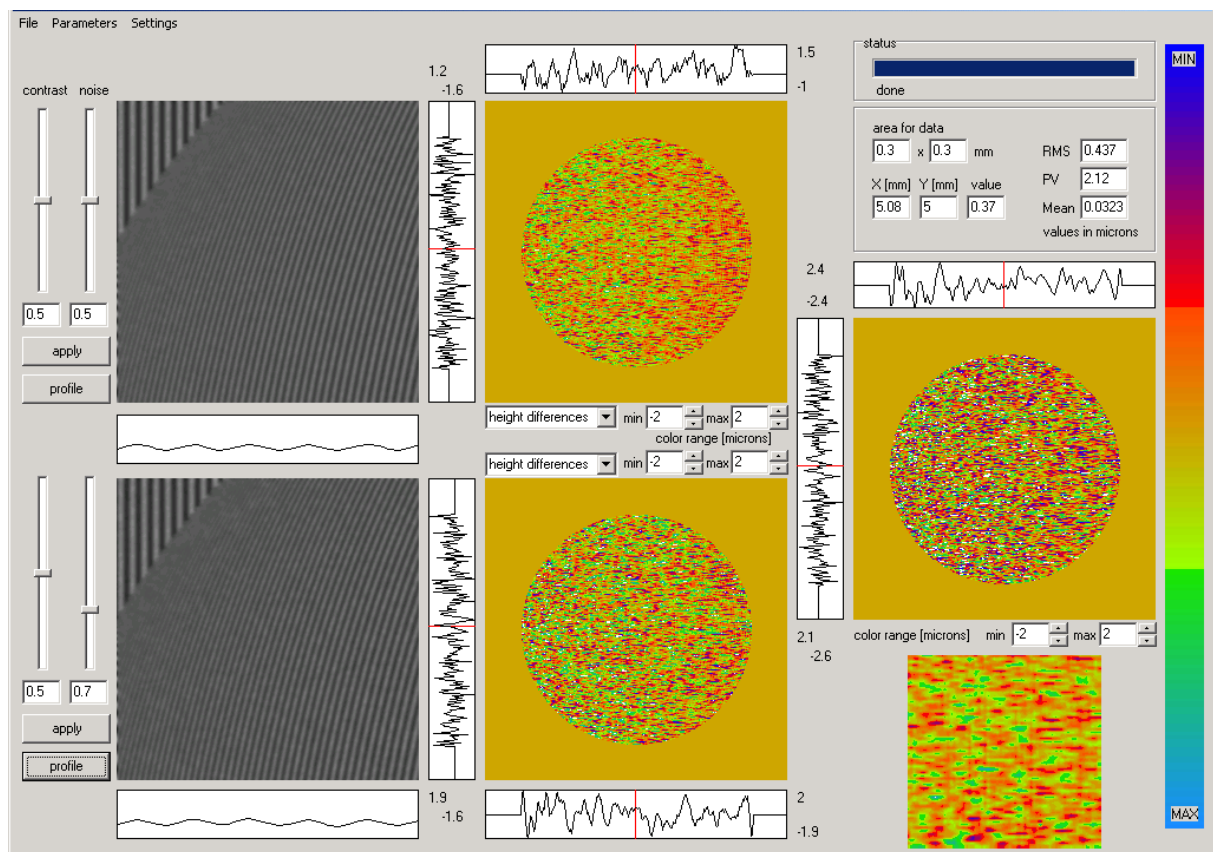 File Parameters Settings
contrast noise
0.5 0.5
apply
profile
0.5 0.7
apply
profile
1.2
-1.6
1.5
-1
height differences min -2 max 2
color range [microns]
height differences min -2 max 2
1.9
-1.6
2
-1.9
status
done
area for data
0.3 x 0.3 mm
X [mm] Y [mm] value
5.08 5 0.37
RMS 0.437
PV 2.12
Mean 0.0323
values in microns
2.4
-2.4
2.1
-2.6
color range [microns] min -2 max 2
MIN
MAX